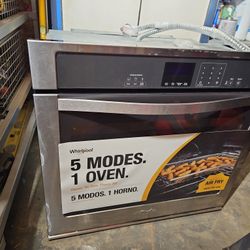 Whirlpool
5 MODES.
1 OVEN.
5 MODOS. 1 HORNO.
AIR FRY